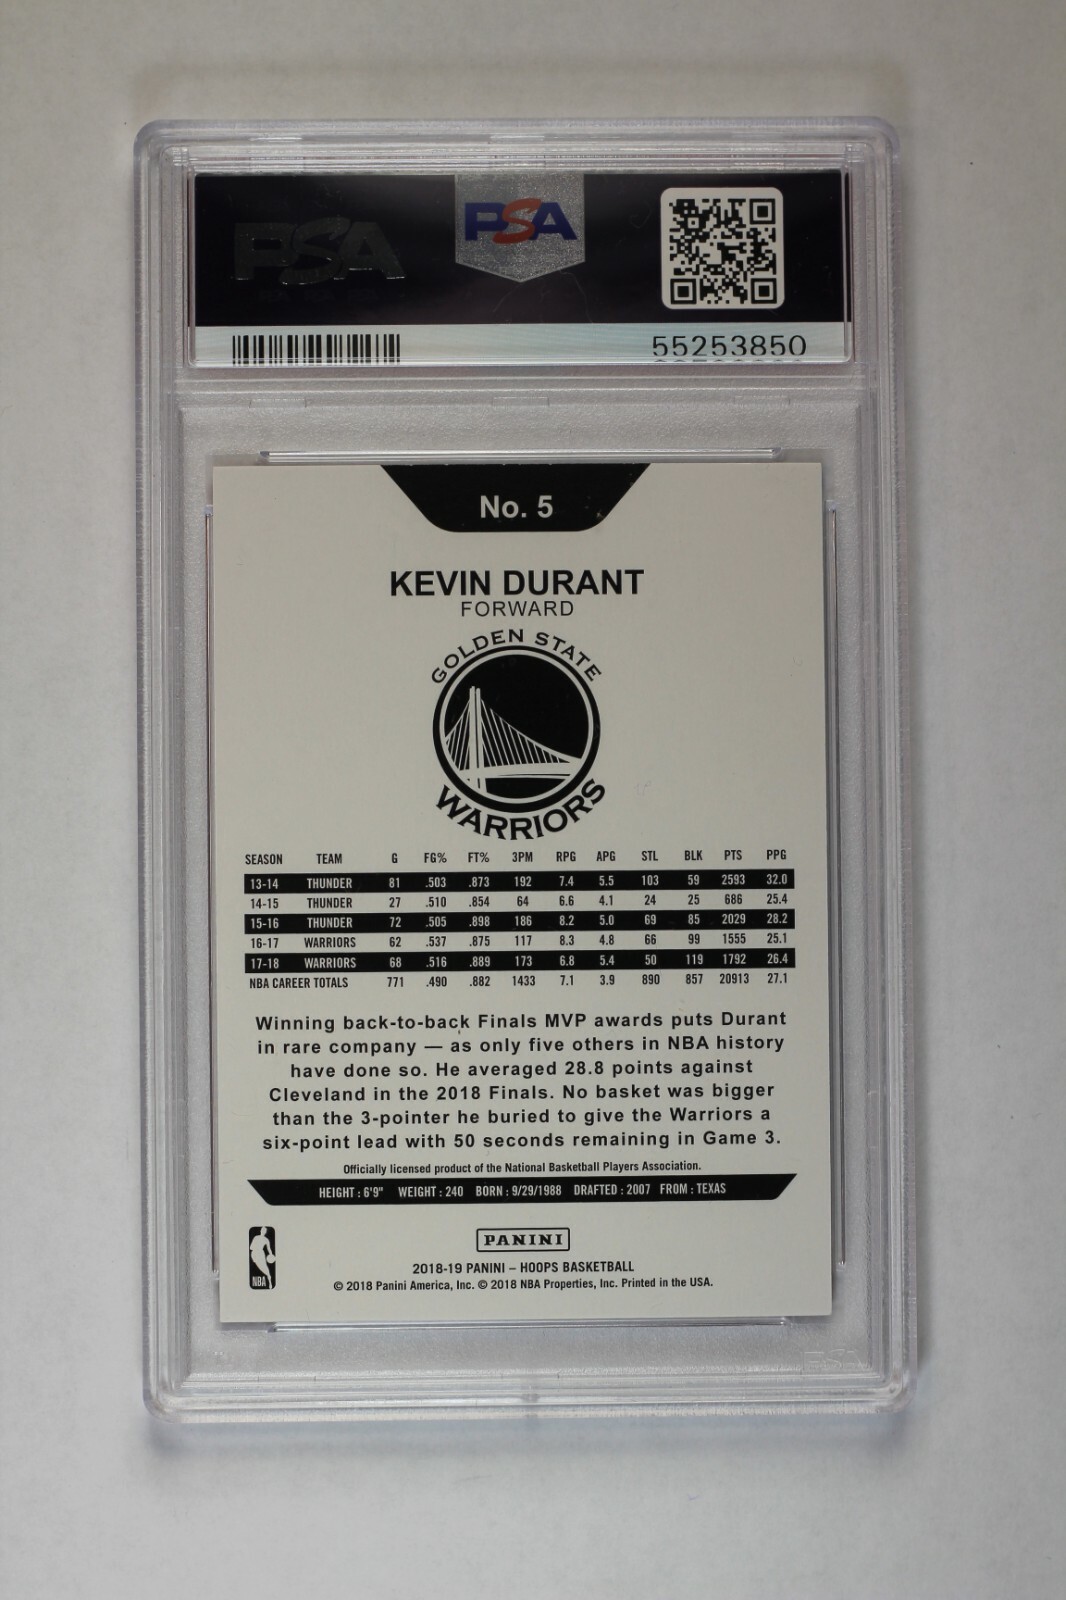 PSA
PSA
55253850
No. 5
KEVIN DURANT
FORWARD
GOLDEN STATE
WARRIORS
SEASON TEAM G FG% FT% 3PM RPG APG STL BLK PTS PPG
13-14 THUNDER 81 .503 .873 192 7.4 5.5 103 59 2593 32.0
14-15 THUNDER 27 .510 .854 64 6.6 4.1 24 25 686 25.4
15-16 THUNDER 72 .505 .898 186 8.2 5.0 69 85 2029 28.2
16-17 WARRIORS 62 .537 .875 117 8.3 4.8 66 99 1555 25.1
17-18 WARRIORS 68 .516 .889 173 6.8 5.4 50 119 1792 26.4
NBA CAREER TOTALS 771 .490 .882 1433 7.1 3.9 890 857 20913 27.1
Winning back-to-back Finals MVP awards puts Durant
in rare company — as only five others in NBA history
have done so. He averaged 28.8 points against
Cleveland in the 2018 Finals. No basket was bigger
than the 3-pointer he buried to give the Warriors a
six-point lead with 50 seconds remaining in Game 3.
Officially licensed product of the National Basketball Players Association.
HEIGHT : 6'9" WEIGHT : 240 BORN : 9/29/1988 DRAFTED : 2007 FROM : TEXAS
NBA
PANINI
2018-19 PANINI – HOOPS BASKETBALL
© 2018 Panini America, Inc. © 2018 NBA Properties, Inc. Printed in the USA.
PSA